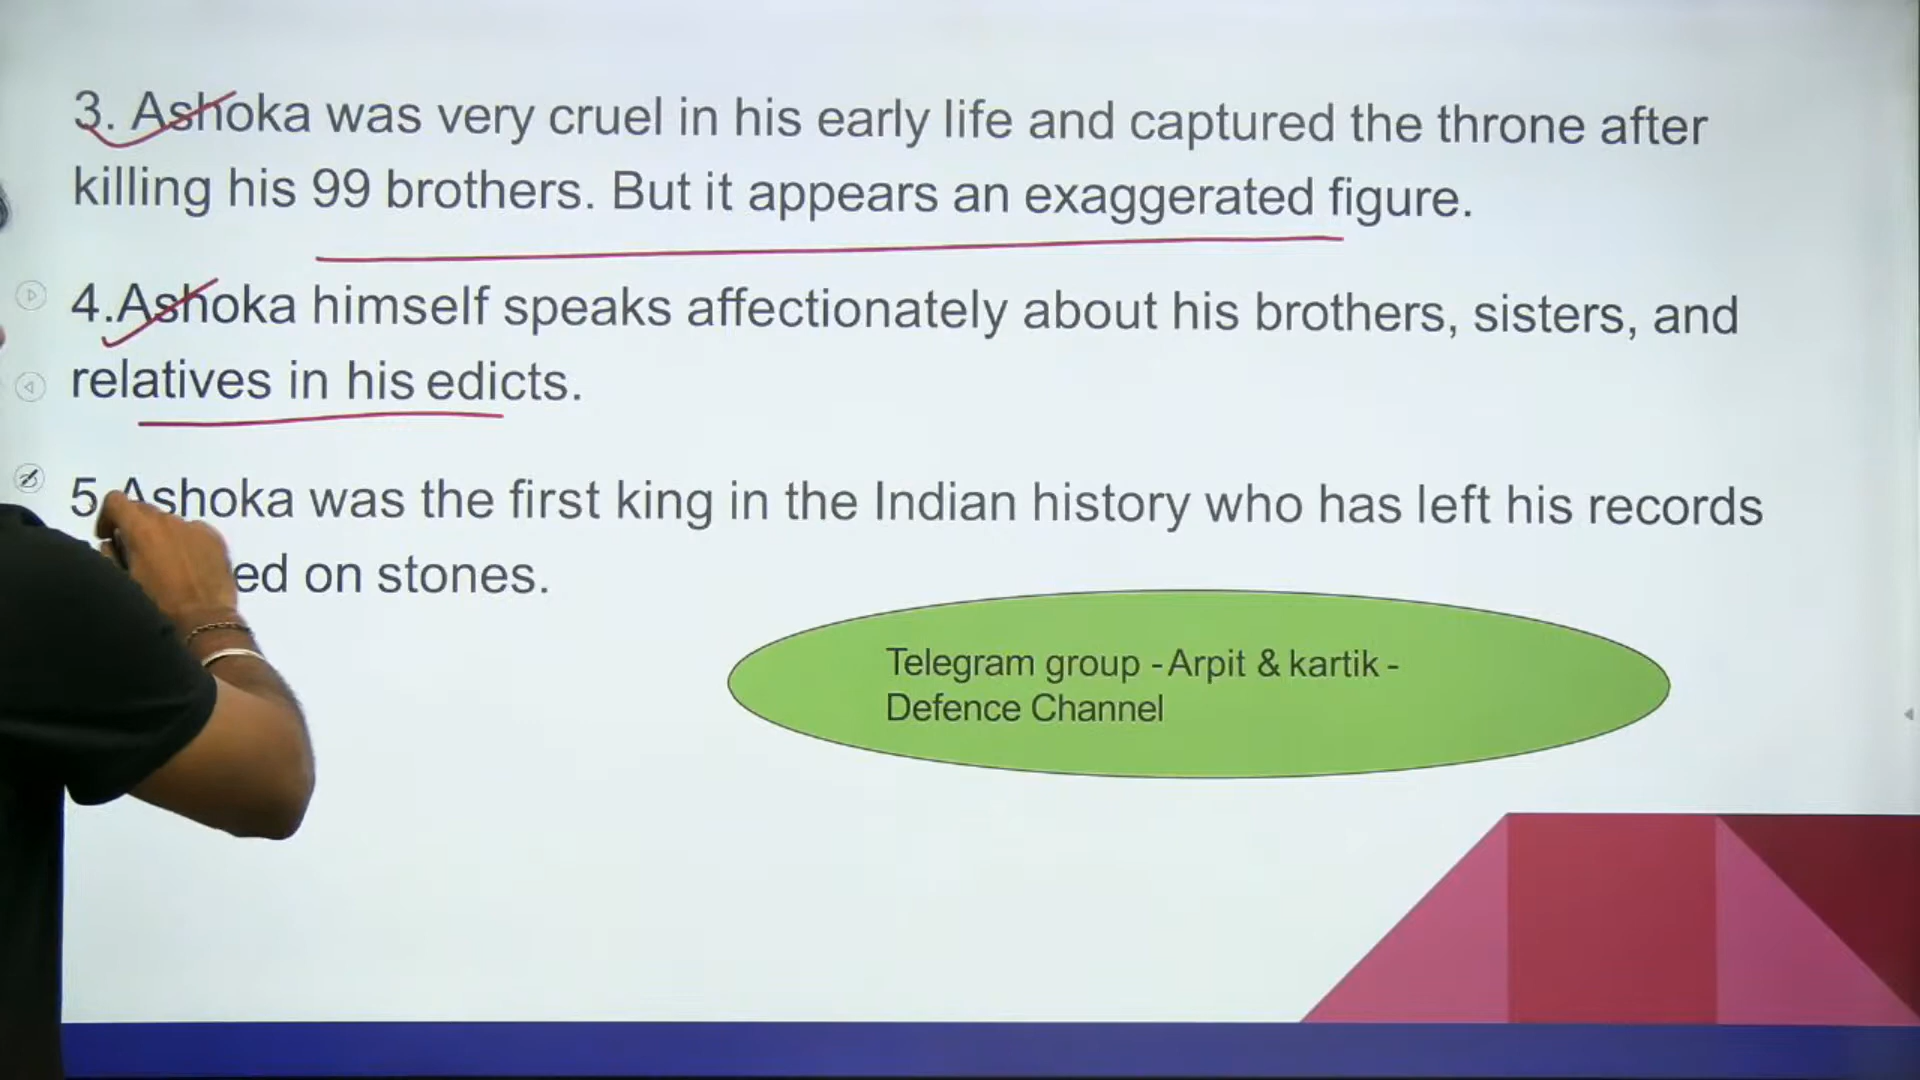 3. Ashoka was very cruel in his early life and captured the throne after
killing his 99 brothers. But it appears an exaggerated figure.
4.Ashoka himself speaks affectionately about his brothers, sisters, and
relatives in his edicts.
5 Ashoka was the first king in the Indian history who has left his records
ed on stones.
Telegram group - Arpit & kartik -
Defence Channel